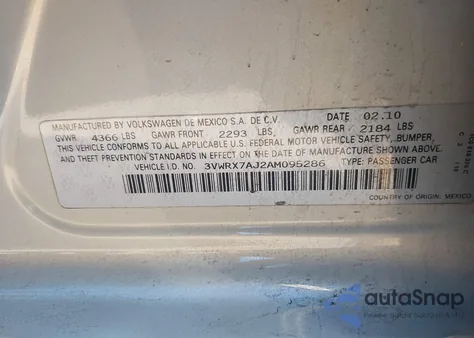 MANUFACTURED BY VOLKSWAGEN DE MEXICO S.A. DE C.V. DATE 02.10
GVWR 4366 LBS GAWR FRONT 2293 LBS, GAWR REAR 2184 LBS
CONFORMS TO ALL APPLICABLE U.S. FEDERAL MOTOR VEHICLE SAFETY, BUMPER,
AND THEFT PREVENTION STANDARDS IN EFFECT ON THE DATE OF MANUFACTURE SHOWN ABOVE.
VEHICLE I.D. NO.: 3VWRX7AJ2AM095286 TYPE: PASSENGER CAR
COUNTRY OF ORIGIN: MEXICO
autoSnap